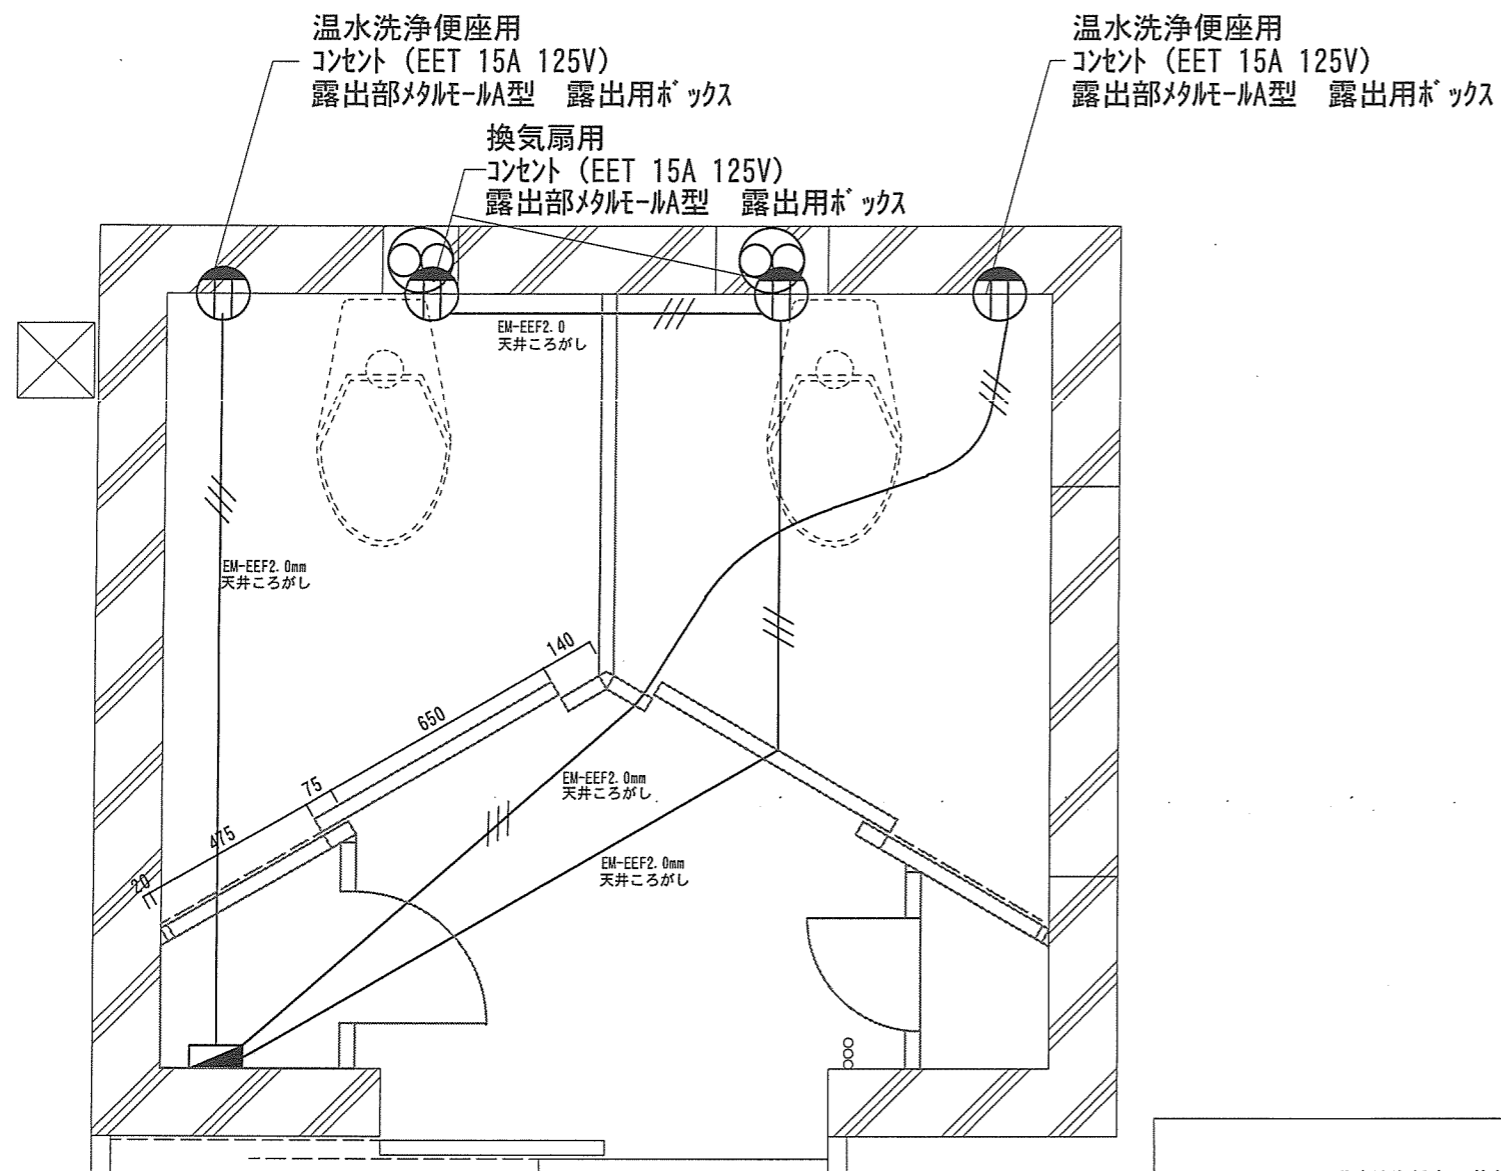 温水洗浄便座用
コンセント (EET 15A 125V)
露出部メタルモールA型 露出用ボックス
温水洗浄便座用
コンセント (EET 15A 125V)
露出部メタルモールA型 露出用ボックス
換気扇用
コンセント (EET 15A 125V)
露出部メタルモールA型 露出用ボックス
EM-EEF2.0
天井ころがし
EM-EEF2.0mm
天井ころがし
140
650
75
475
20
EM-EEF2.0mm
天井ころがし
EM-EEF2.0mm
天井ころがし